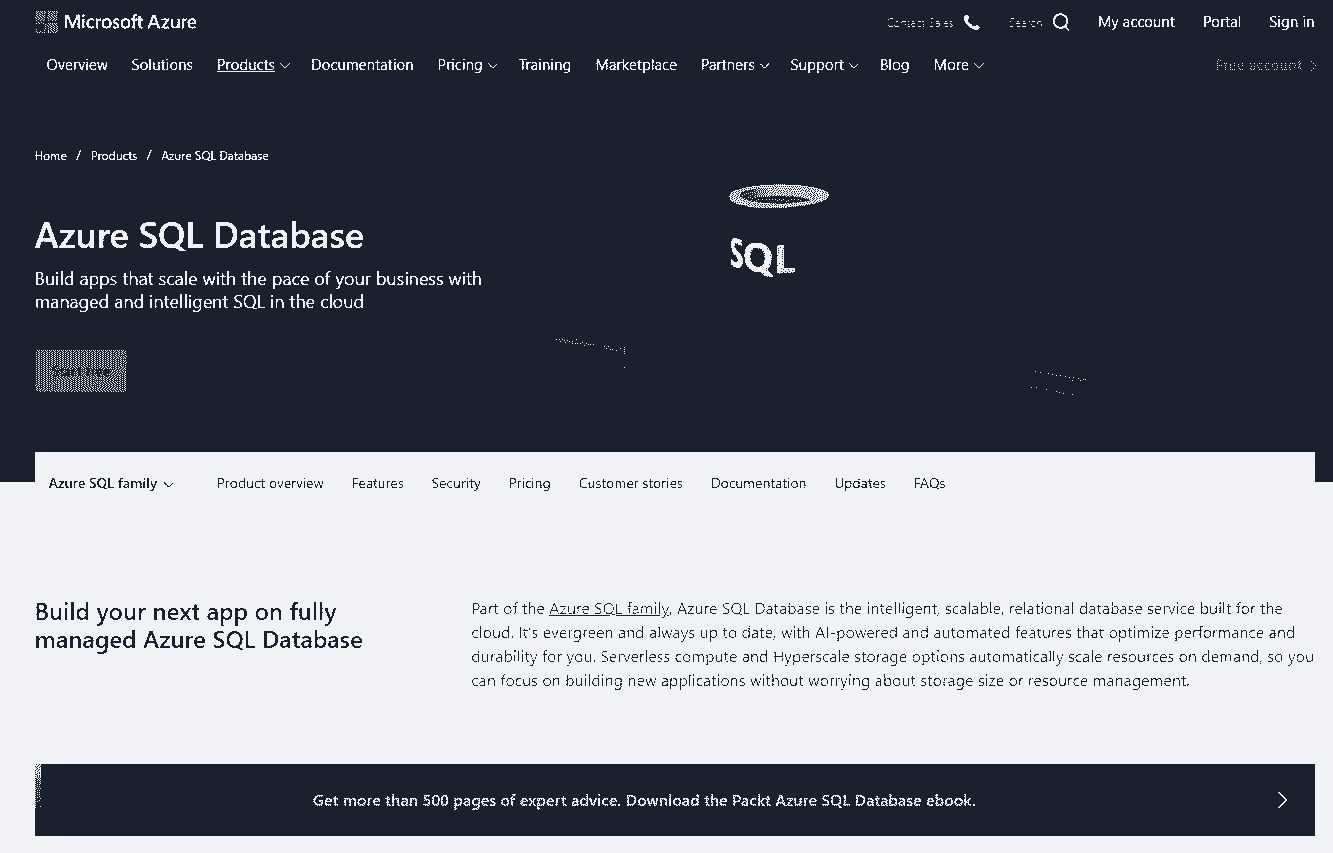 Microsoft Azure
Contact Sales
Search
My account
Portal
Sign in
Overview
Solutions
Products
Documentation
Pricing
Training
Marketplace
Partners
Support
Blog
More
Free account
Home / Products / Azure SQL Database
Azure SQL Database
Build apps that scale with the pace of your business with
managed and intelligent SQL in the cloud
SQL
Azure SQL family
Product overview
Features
Security
Pricing
Customer stories
Documentation
Updates
FAQs
Build your next app on fully
managed Azure SQL Database
Part of the Azure SQL family, Azure SQL Database is the intelligent, scalable, relational database service built for the
cloud. It's evergreen and always up to date, with AI-powered and automated features that optimize performance and
durability for you. Serverless compute and Hyperscale storage options automatically scale resources on demand, so you
can focus on building new applications without worrying about storage size or resource management.
Get more than 500 pages of expert advice. Download the Packt Azure SQL Database ebook.